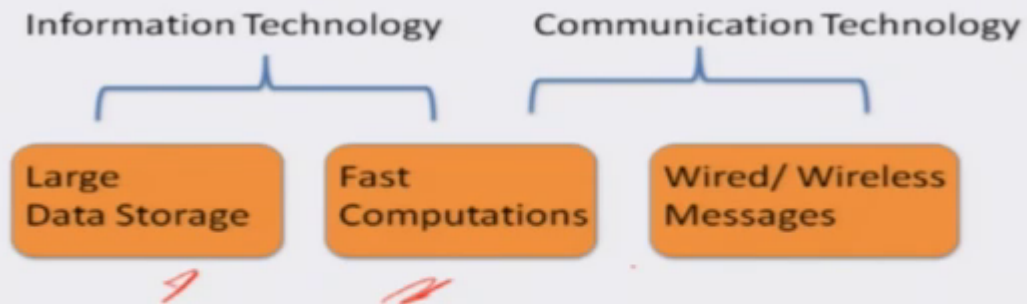 Information Technology
Communication Technology
Large
Data Storage
Fast
Computations
Wired/ Wireless
Messages